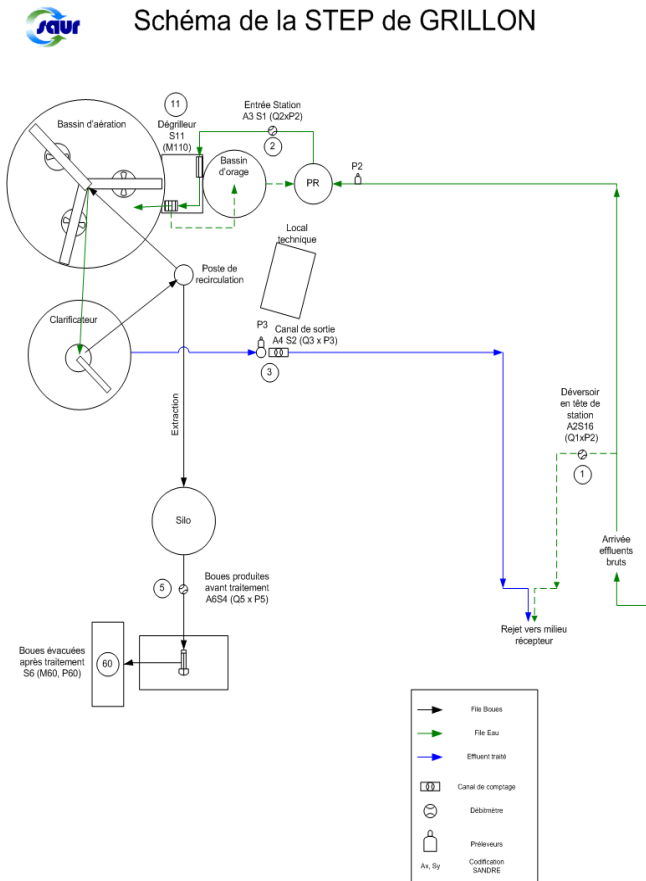 saur
Schéma de la STEP de GRILLON
11
Bassin d'aération
Dégrilleur
S11
(M110)
Entrée Station
A3 S1 (Q2xP2)
2
Bassin
d'orage
PR
P2
Local
technique
Poste de
recirculation
Clarificateur
P3
Canal de sortie
A4 S2 (Q3 x P3)
3
Extraction
Déversoir
en tête de
station
A2S16
(Q1xP2)
1
Silo
Arrivée
effluents
bruts
5
Boues produites
avant traitement
A6S4 (Q5 x P5)
Rejet vers milieu
récepteur
Boues évacuées
après traitement
S6 (M60, P60)
60
File Boues
File Eau
Effluent traité
Canal de comptage
Débitmètre
Préleveurs
Ax, Sy
Codification
SANDRE